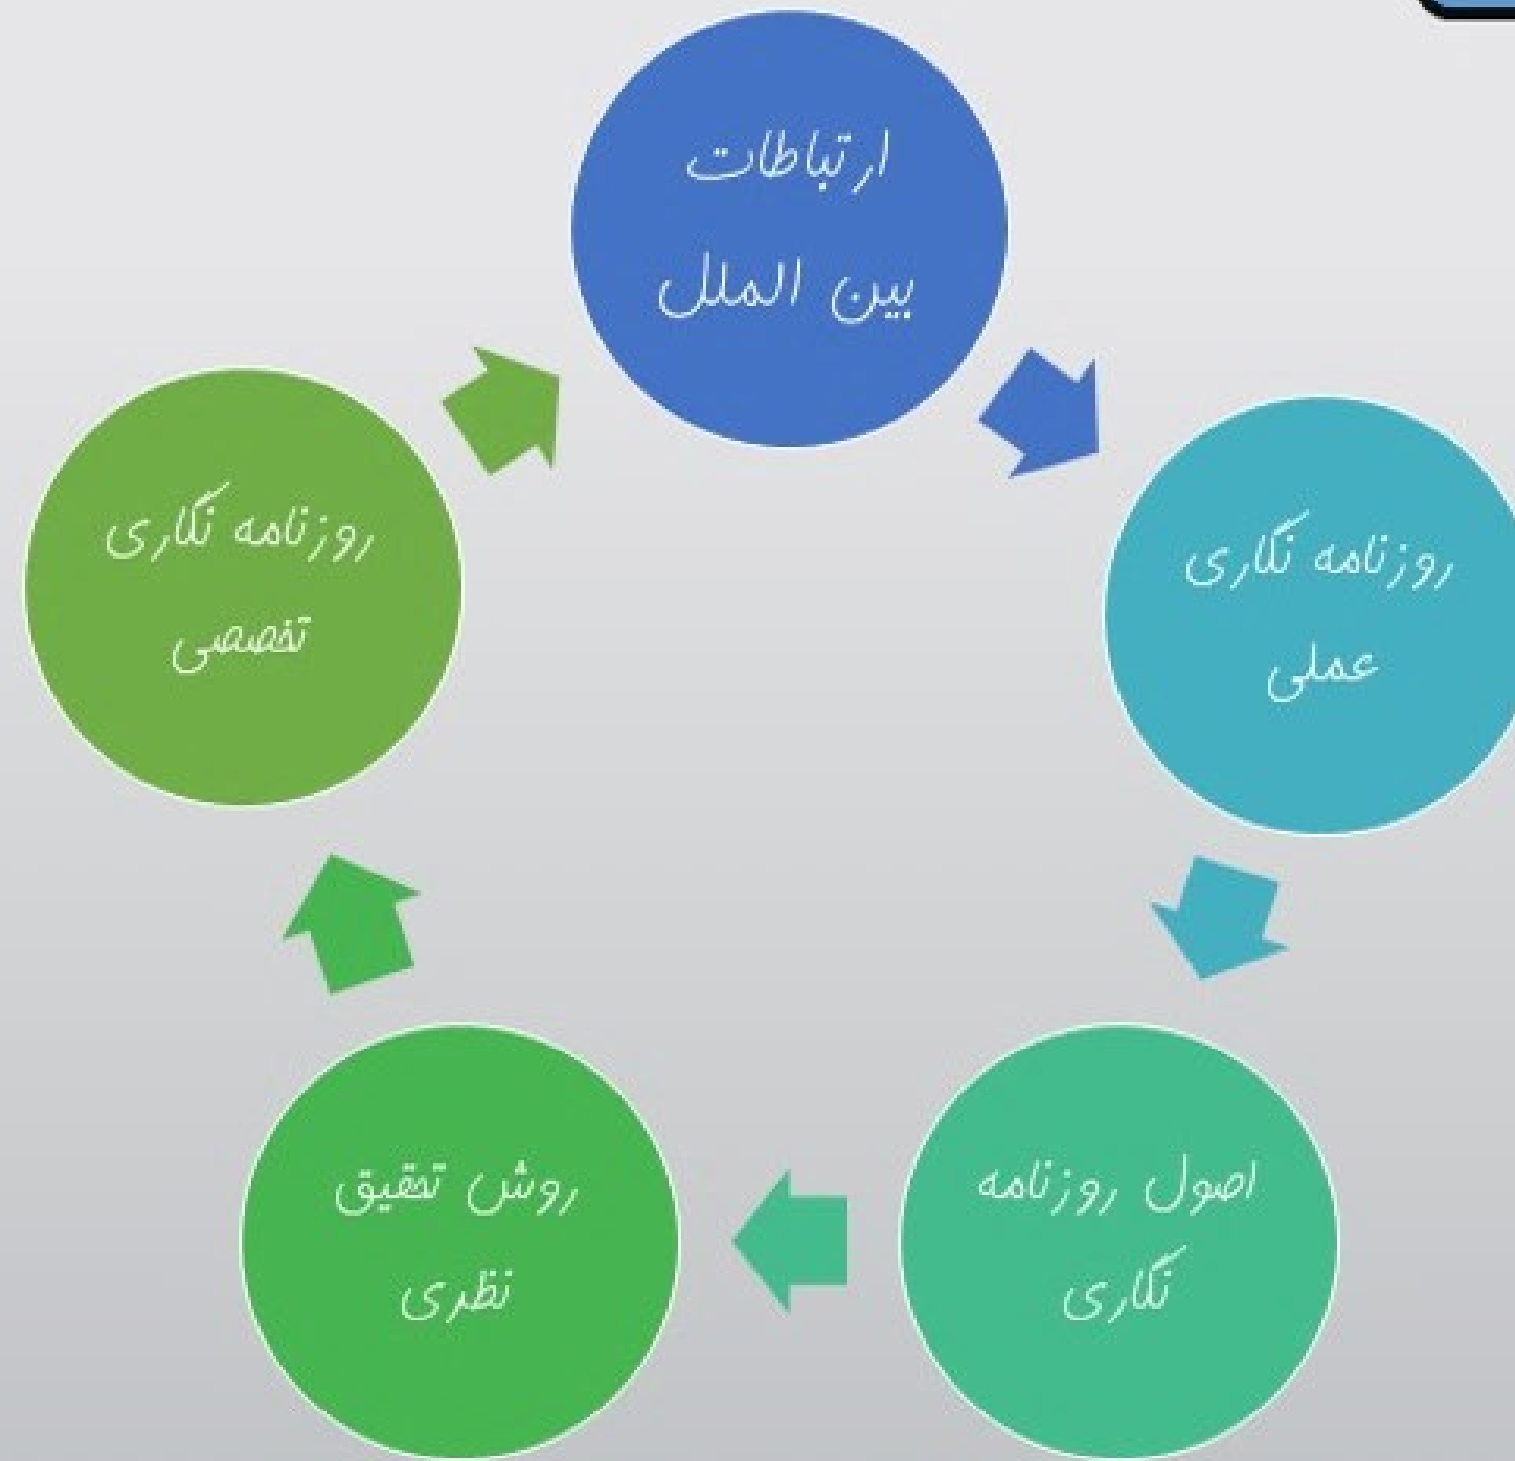 ارتباطات
بین الملل
روزنامه نگاری
عملی
اصول روزنامه
نگاری
روش تحقیق
نظری
روزنامه نگاری
تخصصی